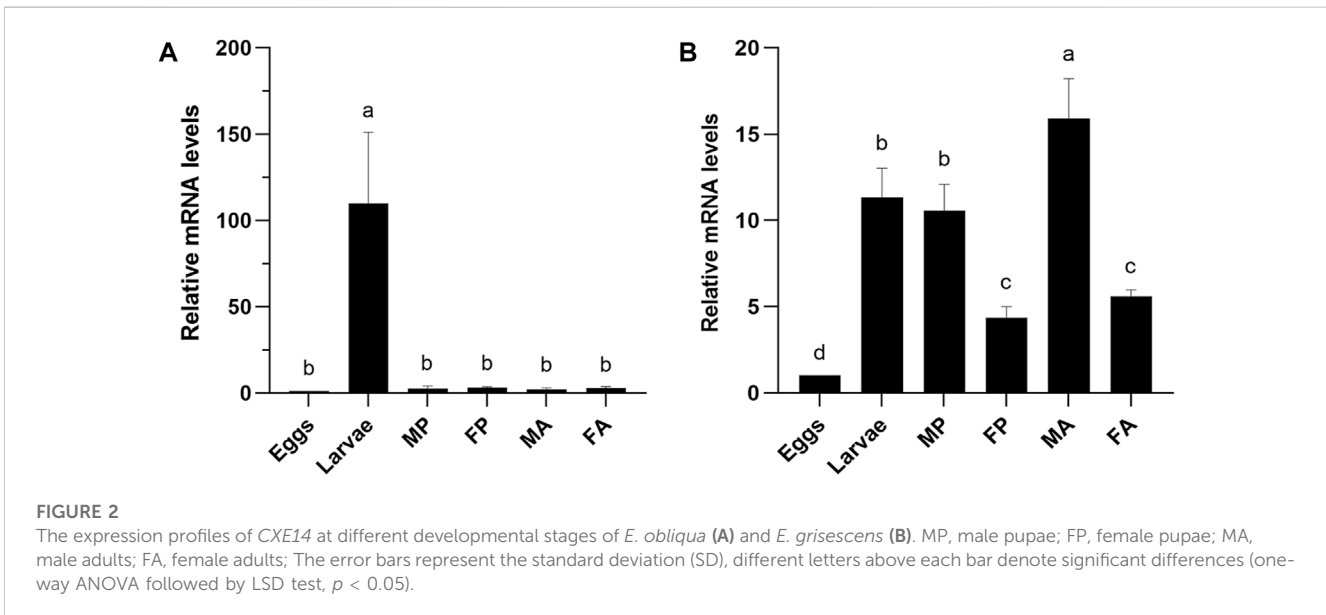 A
Relative mRNA levels
200
150
100
50
0
a
b
b
b
b
b
Eggs
Larvae
MP
FP
MA
FA
B
Relative mRNA levels
20
15
10
5
0
d
b
b
c
a
c
Eggs
Larvae
MP
FP
MA
FA
FIGURE 2
The expression profiles of CXE14 at different developmental stages of E. obliqua (A) and E. grisescens (B). MP, male pupae; FP, female pupae; MA,
male adults; FA, female adults; The error bars represent the standard deviation (SD), different letters above each bar denote significant differences (one-
way ANOVA followed by LSD test, p < 0.05).